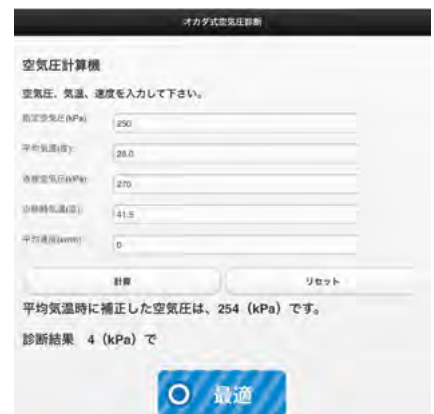 オカダ式空気圧診断
空気圧計算機
空気圧、気温、速度を入力して下さい。
指定空気圧(kPa):
250
平均気温(度):
28.0
点検空気圧(kPa):
270
点検時気温(度):
41.5
平均速度(km/h):
0
計算 リセット
平均気温時に補正した空気圧は、254（kPa）です。
診断結果 4（kPa）で
最適